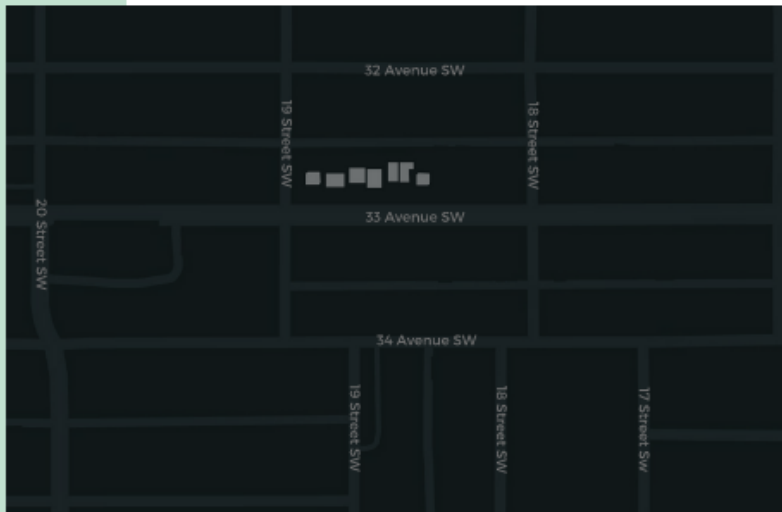 32 Avenue SW
19 Street SW
18 Street SW
20 Street SW
33 Avenue SW
34 Avenue SW
19 Street SW
18 Street SW
17 Street SW